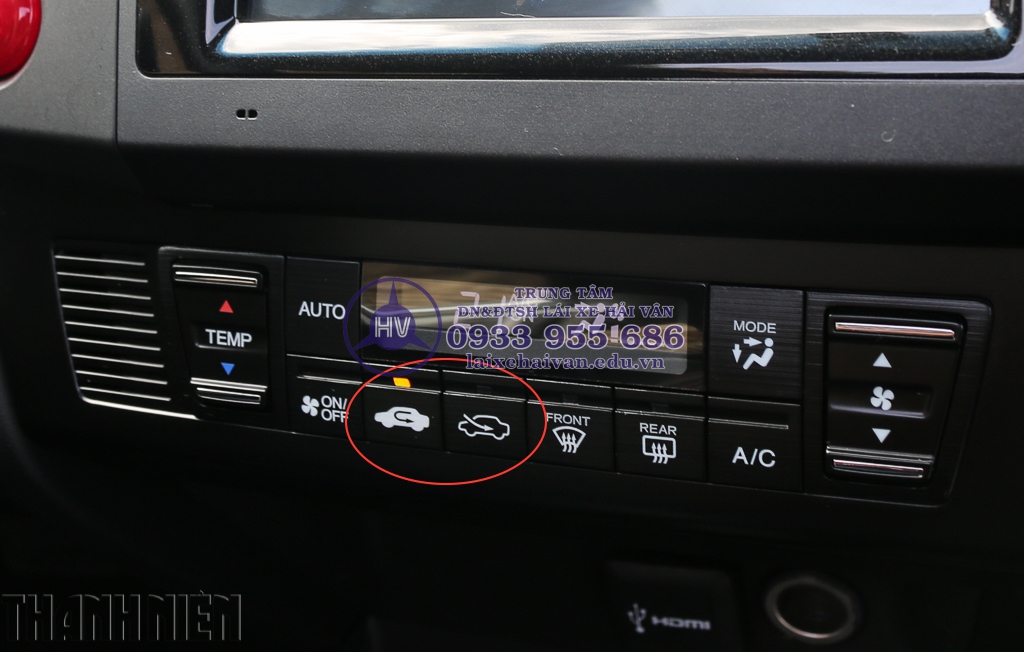 TRUNG TÂM
DN&ĐTSH LÁI XE HẢI VÂN
0933 955 686
laixehaivan.edu.vn
HV
AUTO
TEMP
MODE
ON/
OFF
FRONT
REAR
A/C
HDMI
THANH NIÊN